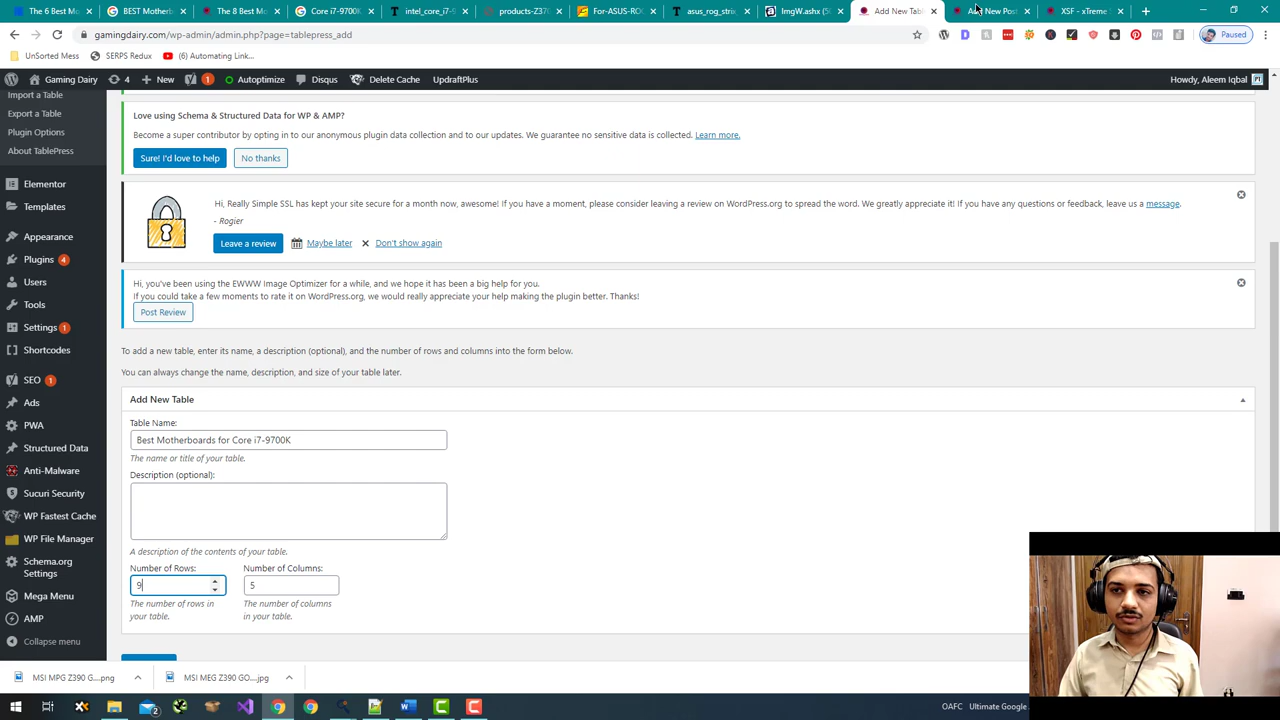 The 6 Best Mo
BEST Motherb
The 8 Best Mo
Core i7-9700K
intel_core_i7-9
products-Z370
For-ASUS-RO
asus_rog_strix
ImgW.ashx (50
Add New Tabl
Add New Post
XSF - xTreme S
gamingdairy.com/wp-admin/admin.php?page=tablepress_add
Paused
UnSorted Mess
SERPS Redux
(2) Automating Link...
Gaming Dairy
4
New
1
Autoptimize
Disqus
Delete Cache
UpdraftPlus
Howdy, Aleem Iqbal
Import a Table
Export a Table
Plugin Options
About TablePress
Elementor
Templates
Appearance
Plugins 4
Users
Tools
Settings 1
Shortcodes
SEO 1
Ads
PWA
Structured Data
Anti-Malware
Sucuri Security
WP Fastest Cache
WP File Manager
Schema.org
Settings
Mega Menu
AMP
Collapse menu
Love using Schema & Structured Data for WP & AMP?
Become a super contributor by opting in to our anonymous plugin data collection and to our updates. We guarantee no sensitive data is collected. Learn more.
Sure! I'd love to help
No thanks
Hi, Really Simple SSL has kept your site secure for a month now, awesome! If you have a moment, please consider leaving a review on WordPress.org to spread the word. We greatly appreciate it! If you have any questions or feedback, leave us a message.
- Rogier
Leave a review
Maybe later
Don't show again
Hi, you've been using the EWWW Image Optimizer for a while, and we hope it has been a big help for you.
If you could take a few moments to rate it on WordPress.org, we would really appreciate your help making the plugin better. Thanks!
Post Review
To add a new table, enter its name, a description (optional), and the number of rows and columns into the form below.
You can always change the name, description, and size of your table later.
Add New Table
Table Name:
Best Motherboards for Core i7-9700K
The name or title of your table.
Description (optional):
A description of the contents of your table.
Number of Rows:
Number of Columns:
9
5
The number of rows in
your table.
The number of columns
in your table.
MSI MPG Z390 G....png
MSI MEG Z390 GO....jpg
OAFC
Ultimate Google